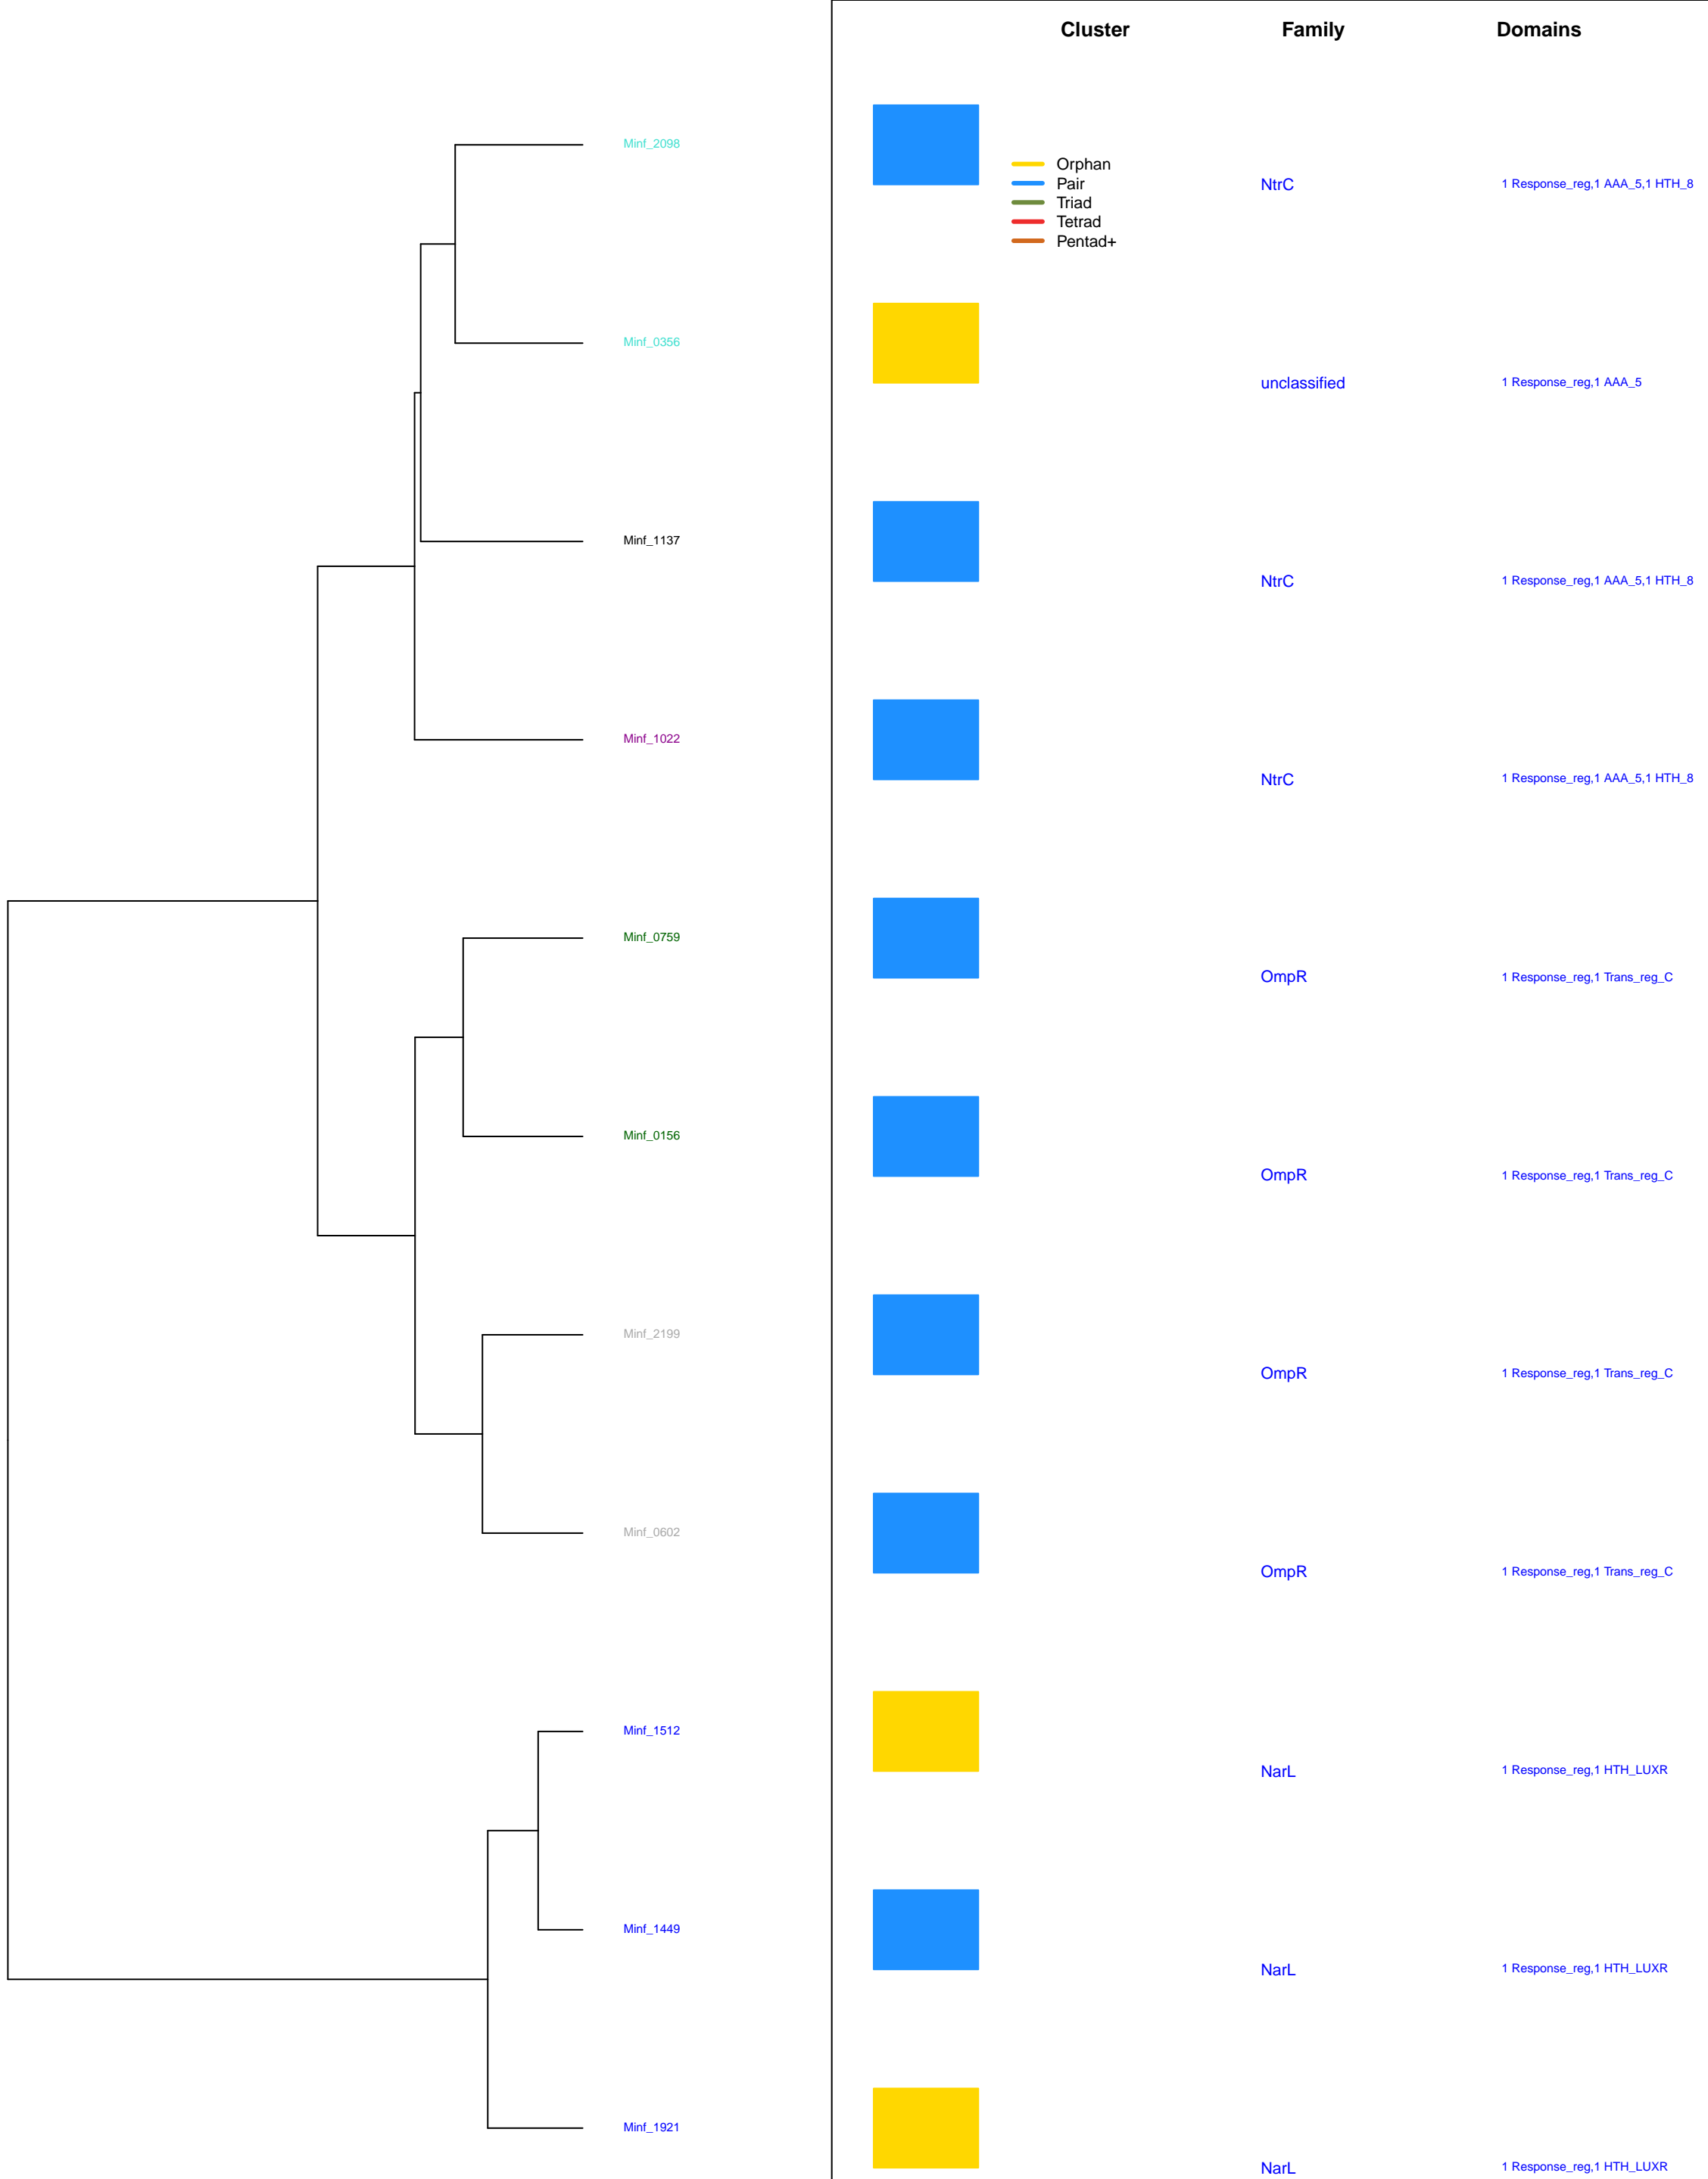 Cluster Family Domains
Minf_2098
Orphan
Pair
NtrC 1 Response_reg,1 AAA_5,1 HTH_8
Triad
Tetrad
Pentad+
Minf_0356
unclassified 1 Response_reg,1 AAA_5
Minf_1137
NtrC 1 Response_reg,1 AAA_5,1 HTH_8
Minf_1022
NtrC 1 Response_reg,1 AAA_5,1 HTH_8
Minf_0759
OmpR 1 Response_reg,1 Trans_reg_C
Minf_0156
OmpR 1 Response_reg,1 Trans_reg_C
Minf_2199
OmpR 1 Response_reg,1 Trans_reg_C
Minf_0602
OmpR 1 Response_reg,1 Trans_reg_C
Minf_1512
NarL 1 Response_reg,1 HTH_LUXR
Minf_1449
NarL 1 Response_reg,1 HTH_LUXR
Minf_1921
NarL 1 Response_reg,1 HTH_LUXR